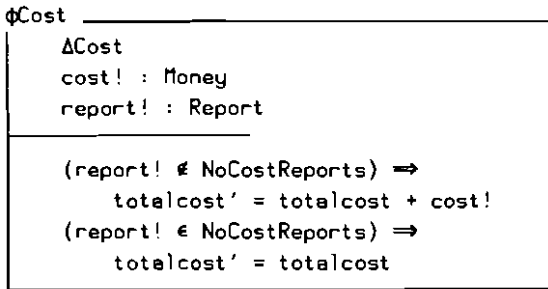 ϕCost
ΔCost
cost! : Money
report! : Report
(report! ∉ NoCostReports) ⇒
totalcost′ = totalcost + cost!
(report! ∈ NoCostReports) ⇒
totalcost′ = totalcost